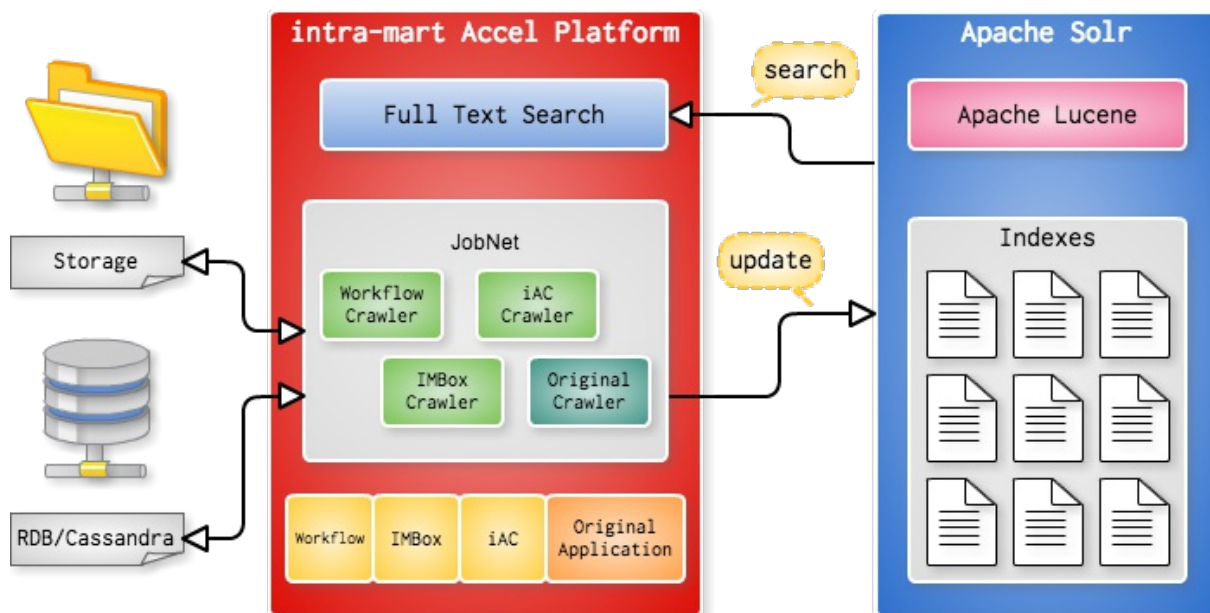 intra-mart Accel Platform
Apache Solr
search
Full Text Search
Apache Lucene
Storage
JobNet
Workflow
Crawler
iAC
Crawler
IMBox
Crawler
Original
Crawler
update
Indexes
RDB/Cassandra
Workflow
IMBox
iAC
Original
Application